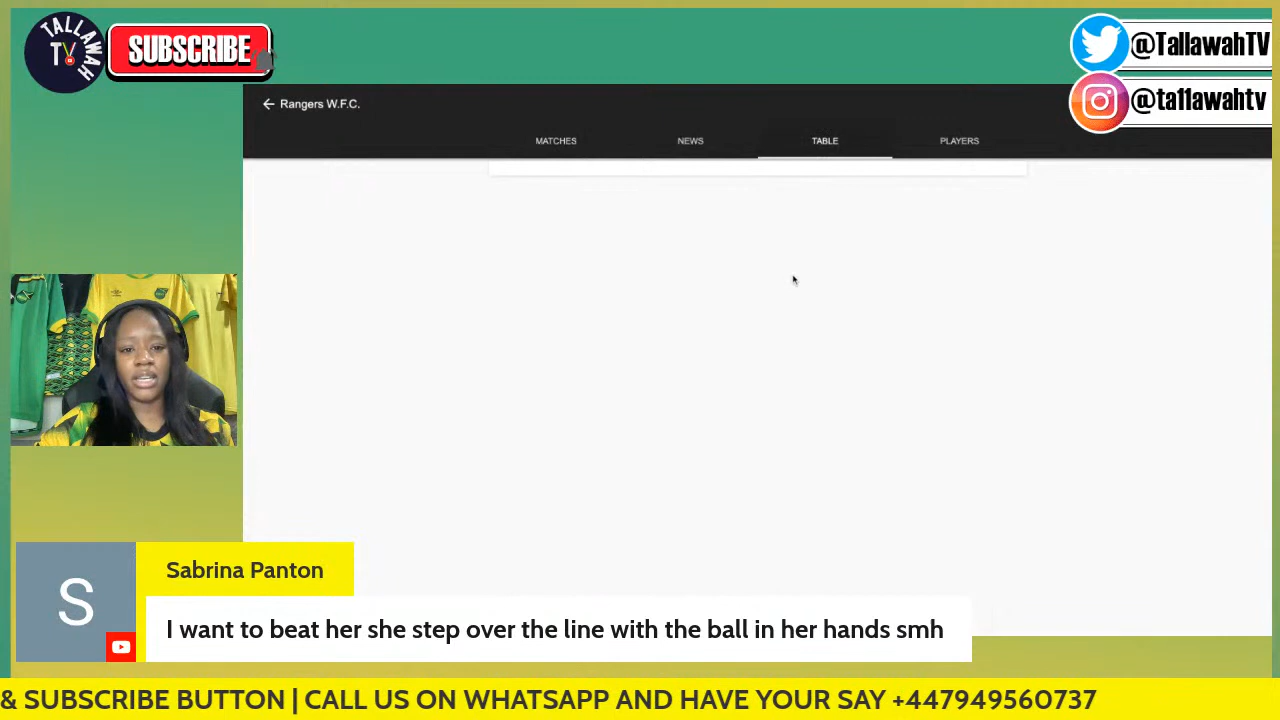 TALLAWAH
TV
SUBSCRIBE
@TallawahTV
@ta11awahtv
Rangers W.F.C.
MATCHES
NEWS
TABLE
PLAYERS
S
Sabrina Panton
I want to beat her she step over the line with the ball in her hands smh
& SUBSCRIBE BUTTON | CALL US ON WHATSAPP AND HAVE YOUR SAY +447949560737